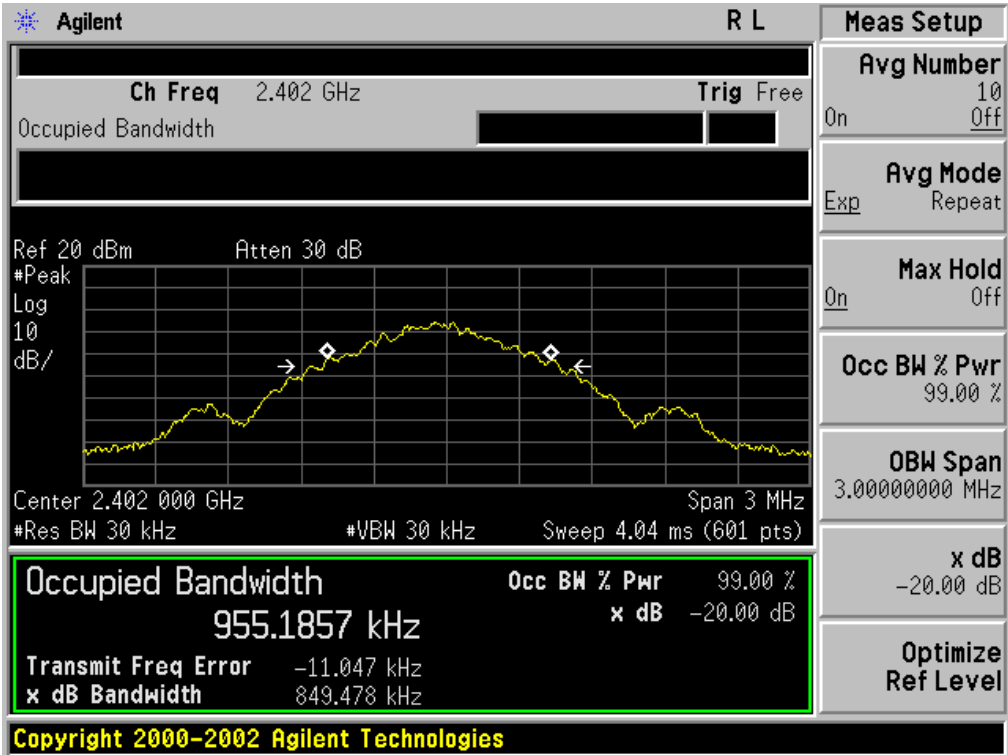 Agilent R L
Ch Freq 2.402 GHz Trig Free
Occupied Bandwidth
Ref 20 dBm Atten 30 dB
#Peak
Log
10
dB/
Center 2.402 000 GHz Span 3 MHz
#Res BW 30 kHz #VBW 30 kHz Sweep 4.04 ms (601 pts)
Occupied Bandwidth Occ BW % Pwr 99.00 %
955.1857 kHz x dB -20.00 dB
Transmit Freq Error -11.047 kHz
x dB Bandwidth 849.478 kHz
Copyright 2000-2002 Agilent Technologies
Meas Setup
Avg Number
10
On Off
Avg Mode
Exp Repeat
Max Hold
On Off
Occ BW % Pwr
99.00 %
OBW Span
3.00000000 MHz
x dB
-20.00 dB
Optimize
Ref Level